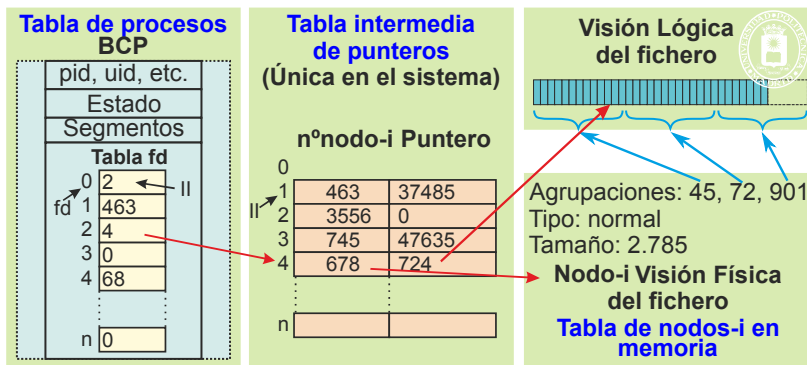 Tabla de procesos
BCP
pid, uid, etc.
Estado
Segmentos
Tabla fd
fd
II
0 2
1 463
2 4
3 0
4 68
n 0
Tabla intermedia
de punteros
(Única en el sistema)
nºnodo-i Puntero
II
0
1 463 37485
2 3556 0
3 745 47635
4 678 724
n
Visión Lógica
del fichero
Agrupaciones: 45, 72, 901
Tipo: normal
Tamaño: 2.785
Nodo-i Visión Física
del fichero
Tabla de nodos-i en
memoria